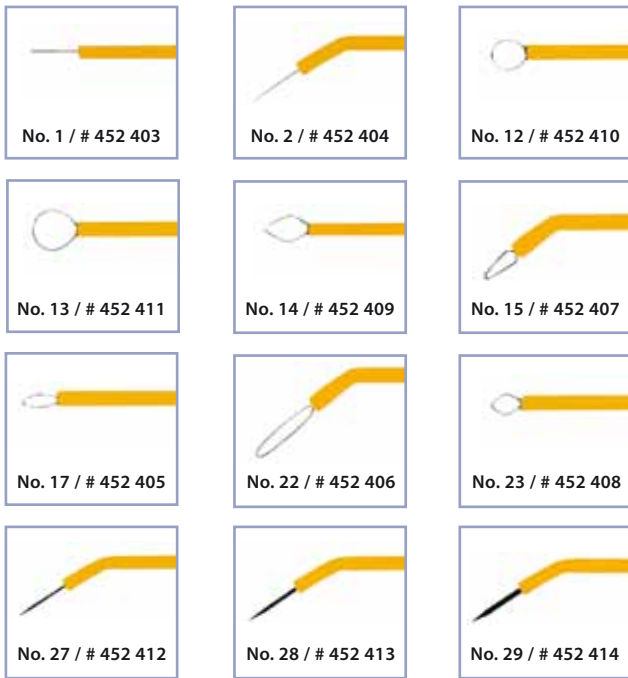 No. 1 / # 452 403
No. 2 / # 452 404
No. 12 / # 452 410
No. 13 / # 452 411
No. 14 / # 452 409
No. 15 / # 452 407
No. 17 / # 452 405
No. 22 / # 452 406
No. 23 / # 452 408
No. 27 / # 452 412
No. 28 / # 452 413
No. 29 / # 452 414